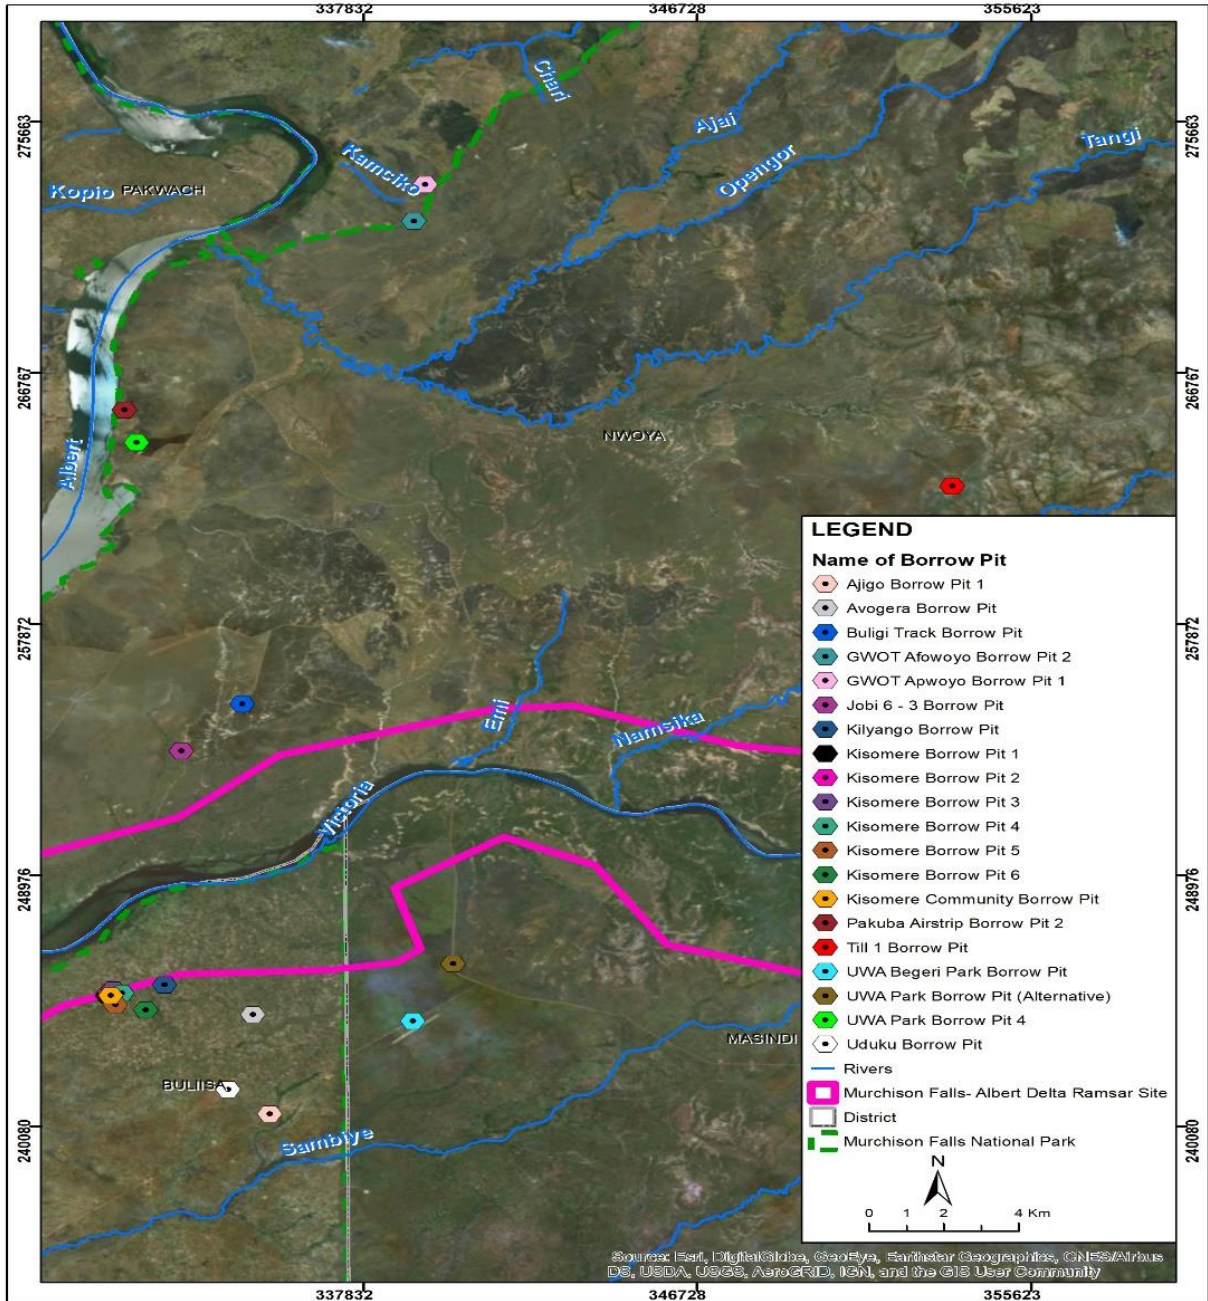 337832 346728 355623
275663 275663
Chari
Ajai
Kamciko
Tangi
Opengor
Kopio PAKWACH
266767 266767
Albert
NWOYA
257872 257872
Emi
Namsika
Victoria
248976 248976
MASINDI
BULIISA
Sambiye
240080 240080
LEGEND
Name of Borrow Pit
Ajigo Borrow Pit 1
Avogera Borrow Pit
Buligi Track Borrow Pit
GWOT Afowoyo Borrow Pit 2
GWOT Apwoyo Borrow Pit 1
Jobi 6 - 3 Borrow Pit
Kilyango Borrow Pit
Kisomere Borrow Pit 1
Kisomere Borrow Pit 2
Kisomere Borrow Pit 3
Kisomere Borrow Pit 4
Kisomere Borrow Pit 5
Kisomere Borrow Pit 6
Kisomere Community Borrow Pit
Pakuba Airstrip Borrow Pit 2
Till 1 Borrow Pit
UWA Begeri Park Borrow Pit
UWA Park Borrow Pit (Alternative)
UWA Park Borrow Pit 4
Uduku Borrow Pit
Rivers
Murchison Falls- Albert Delta Ramsar Site
District
Murchison Falls National Park
N
0 1 2 4 Km
Source: Esri, DigitalGlobe, GeoEye, Earthstar Geographics, CNES/Airbus
DS, USDA, USGS, AeroGRID, IGN, and the GIS User Community
337832 346728 355623